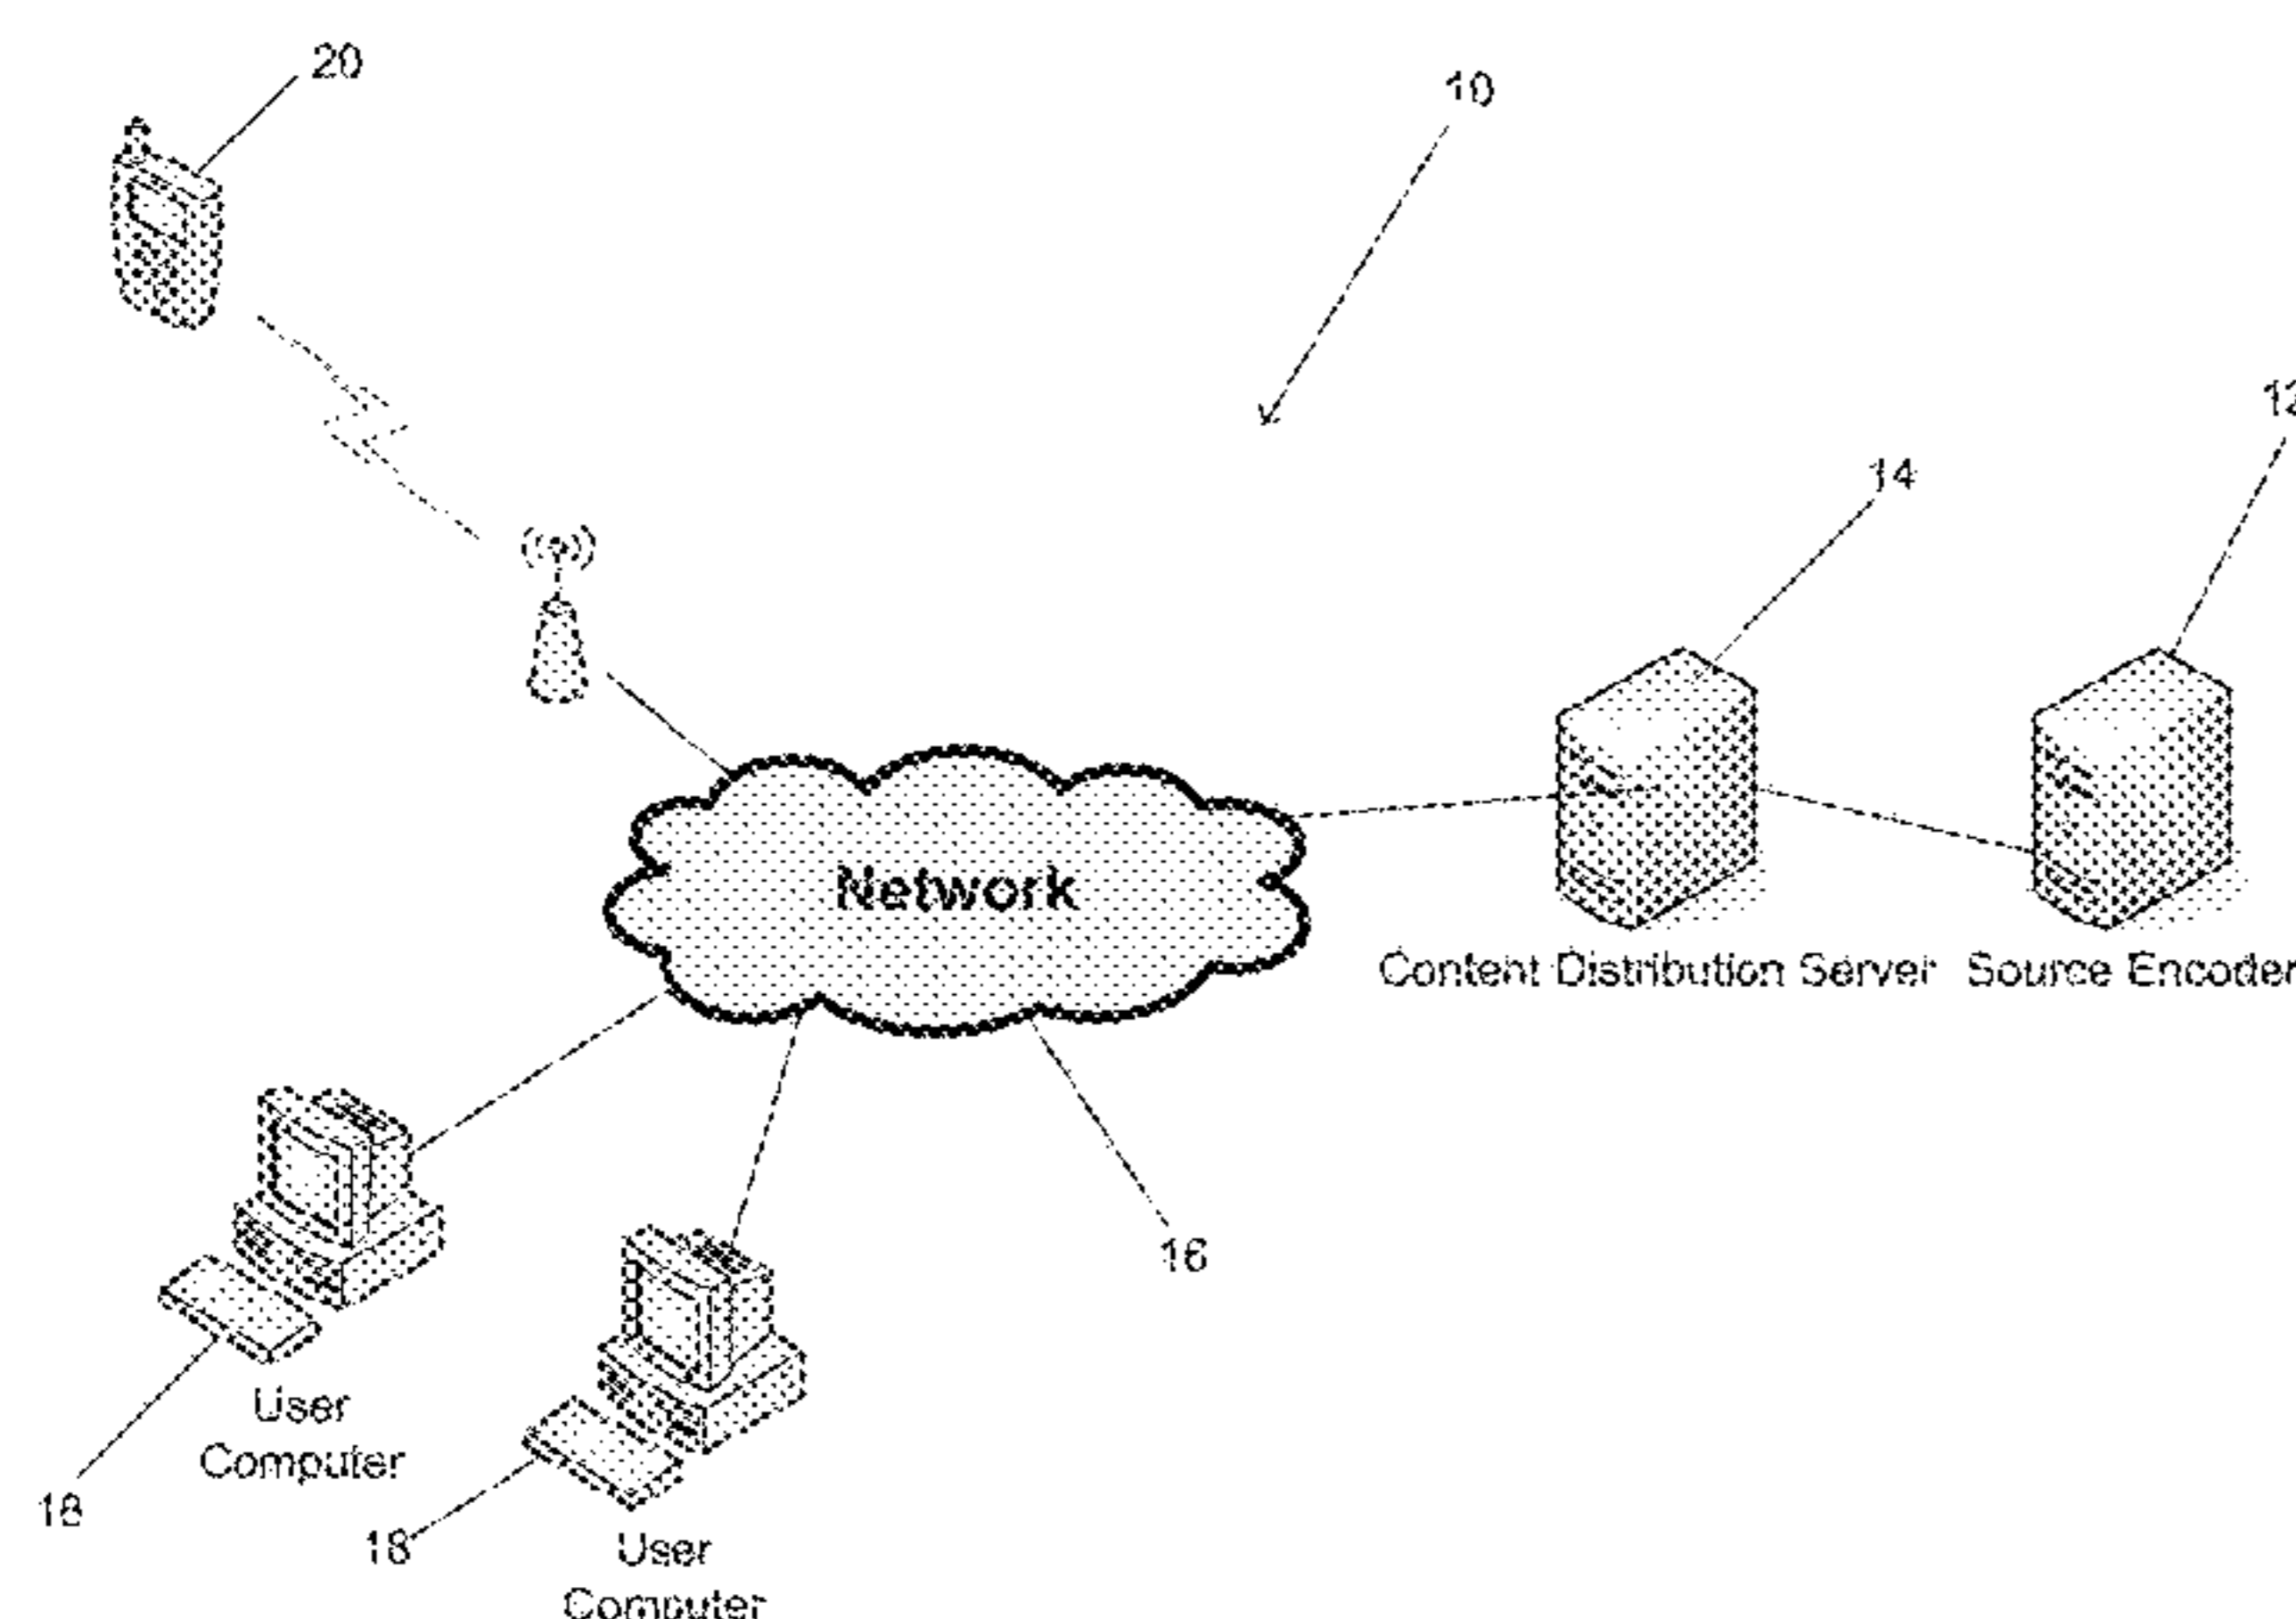 20
10
12
14
Network
Content Distribution Server
Source Encoder
16
User
Computer
18
18
User
Computer